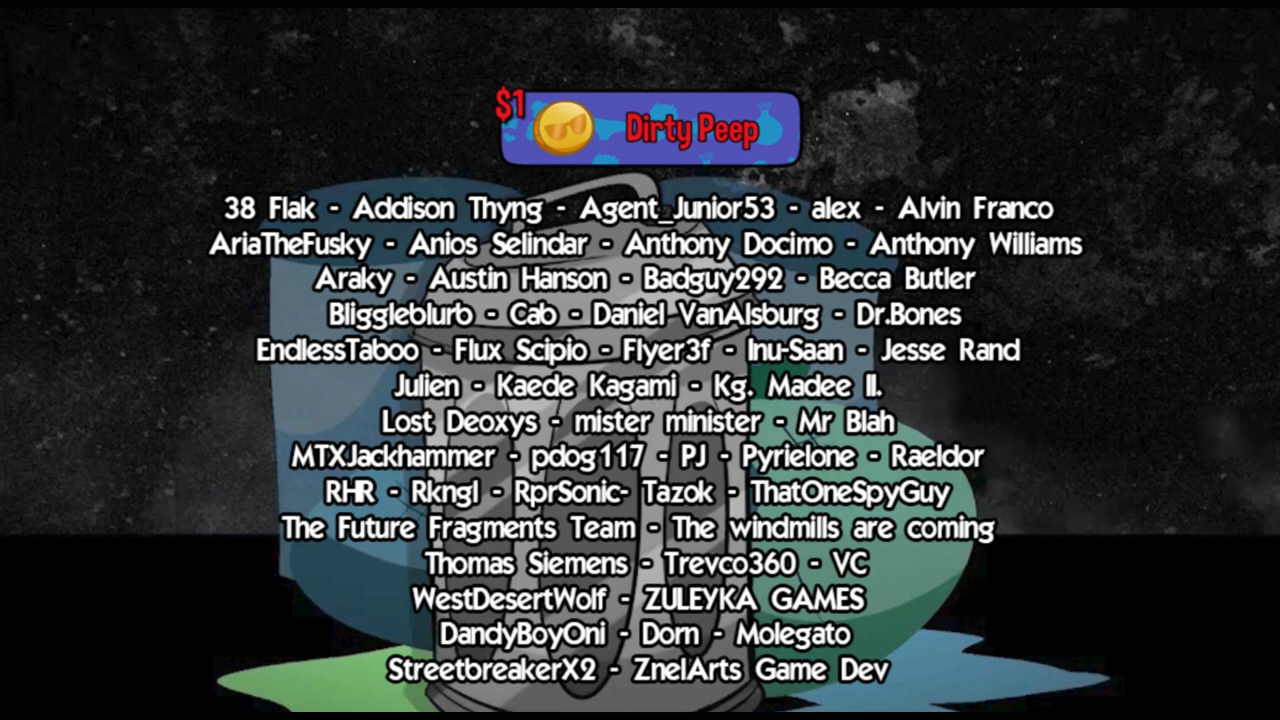 $1 Dirty Peep
38 Flak - Addison Thyng - Agent_Junior53 - alex - Alvin Franco
AriaTheFusky - Anios Selindar - Anthony Docimo - Anthony Williams
Araky - Austin Hanson - Badguy292 - Becca Butler
Bliggleblurb - Cab - Daniel VanAlsburg - Dr.Bones
EndlessTaboo - Flux Scipio - Flyer3f - Inu-Saan - Jesse Rand
Julien - Kaede Kagami - Kg. Madee II.
Lost Deoxys - mister minister - Mr Blah
MTXJackhammer - pdog117 - PJ - Pyrielone - Raeldor
RHR - Rkngl - RprSonic- Tazok - ThatOneSpyGuy
The Future Fragments Team - The windmills are coming
Thomas Siemens - Trevco360 - VC
WestDesertWolf - ZULEYKA GAMES
DandyBoyOni - Dorn - Molegato
StreetbreakerX2 - ZnelArts Game Dev